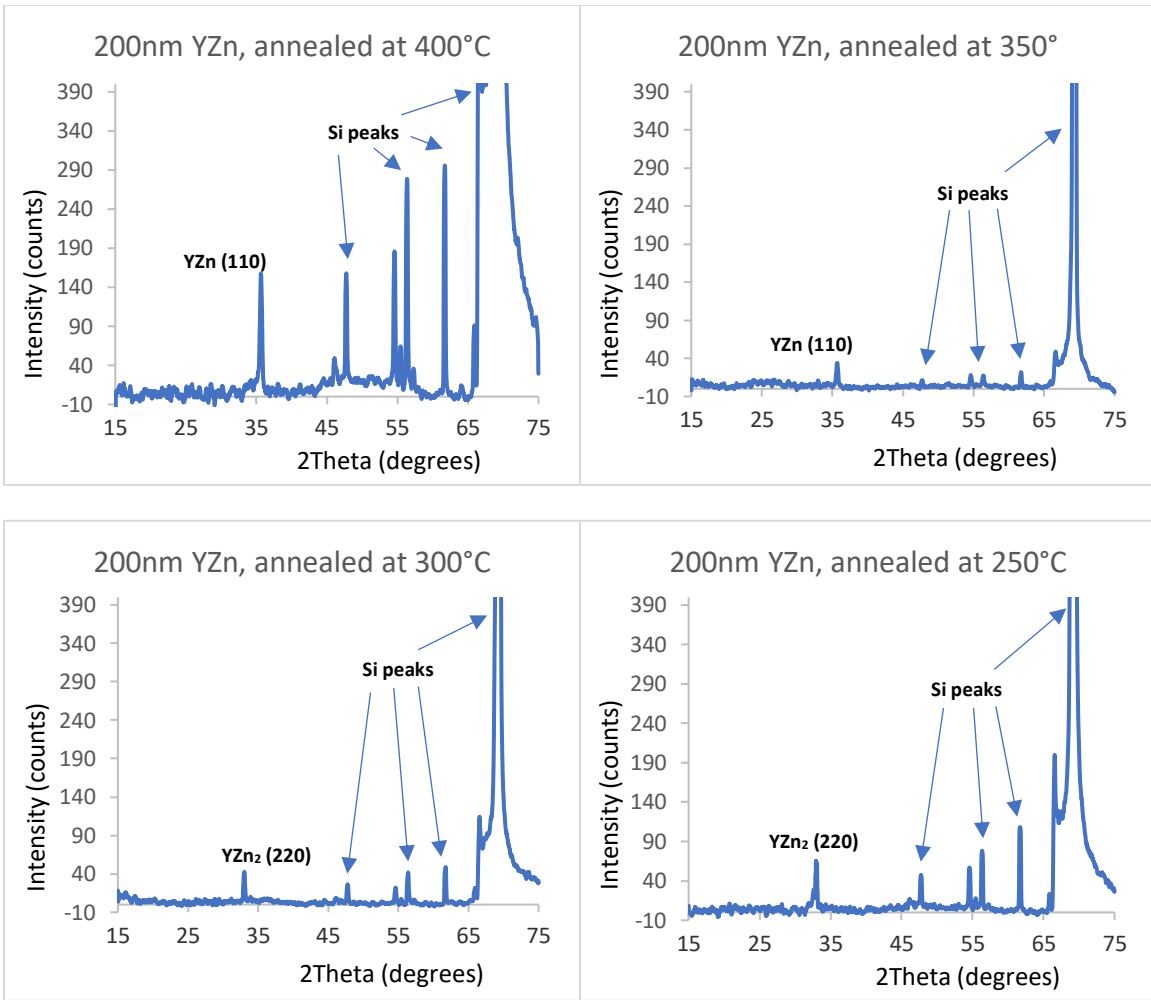 200nm YZn, annealed at 400°C
390
340
290
240
190
140
90
40
-10
Intensity (counts)
Si peaks
YZn (110)
15 25 35 45 55 65 75
2Theta (degrees)
200nm YZn, annealed at 350°
390
340
290
240
190
140
90
40
-10
Intensity (counts)
Si peaks
YZn (110)
15 25 35 45 55 65 75
2Theta (degrees)
200nm YZn, annealed at 300°C
390
340
290
240
190
140
90
40
-10
Intensity (counts)
Si peaks
YZn₂ (220)
15 25 35 45 55 65 75
2Theta (degrees)
200nm YZn, annealed at 250°C
390
340
290
240
190
140
90
40
-10
Intensity (counts)
Si peaks
YZn₂ (220)
15 25 35 45 55 65 75
2Theta (degrees)